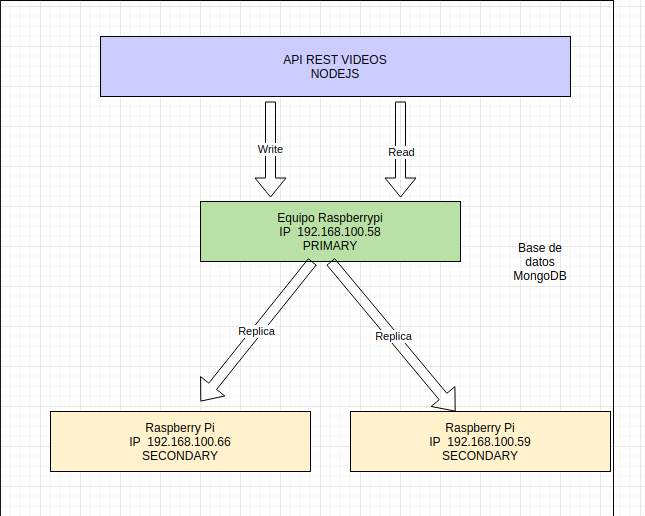 API REST VIDEOS
NODEJS
Write
Read
Equipo Raspberrypi
IP 192.168.100.58
PRIMARY
Base de
datos
MongoDB
Replica
Replica
Raspberry Pi
IP 192.168.100.66
SECONDARY
Raspberry Pi
IP 192.168.100.59
SECONDARY